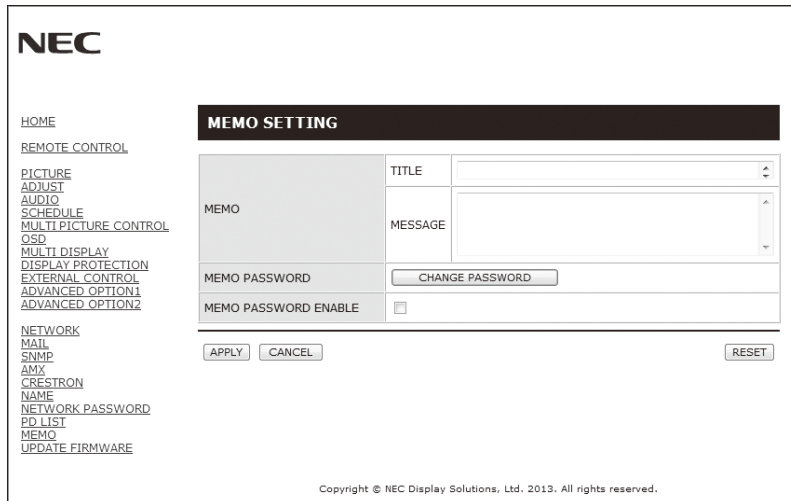 NEC
HOME
REMOTE CONTROL
PICTURE
ADJUST
AUDIO
SCHEDULE
MULTI PICTURE CONTROL
OSD
MULTI DISPLAY
DISPLAY PROTECTION
EXTERNAL CONTROL
ADVANCED OPTION1
ADVANCED OPTION2
NETWORK
MAIL
SNMP
AMX
CRESTRON
NAME
NETWORK PASSWORD
PD LIST
MEMO
UPDATE FIRMWARE
MEMO SETTING
MEMO
TITLE
MESSAGE
MEMO PASSWORD
CHANGE PASSWORD
MEMO PASSWORD ENABLE
APPLY CANCEL RESET
Copyright © NEC Display Solutions, Ltd. 2013. All rights reserved.